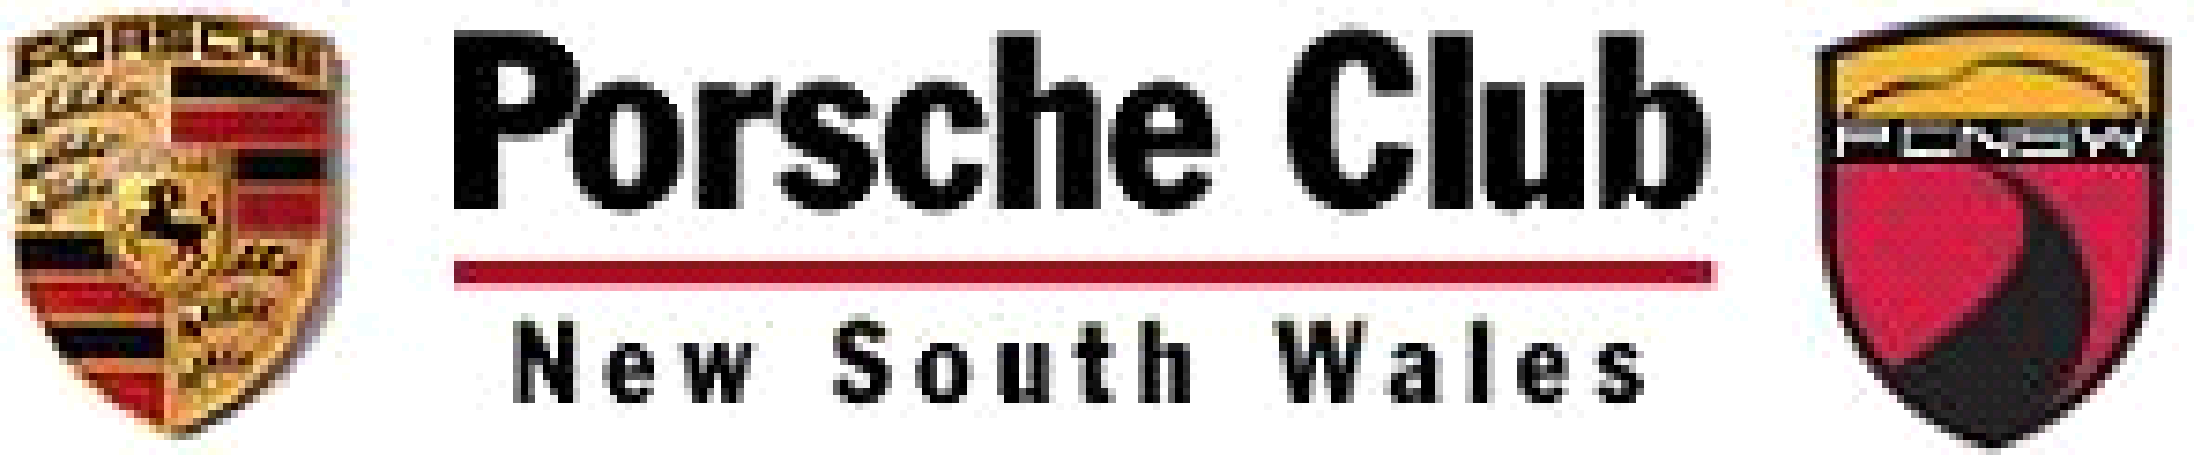 PORSCHE
Porsche Club
New South Wales
PCNSW